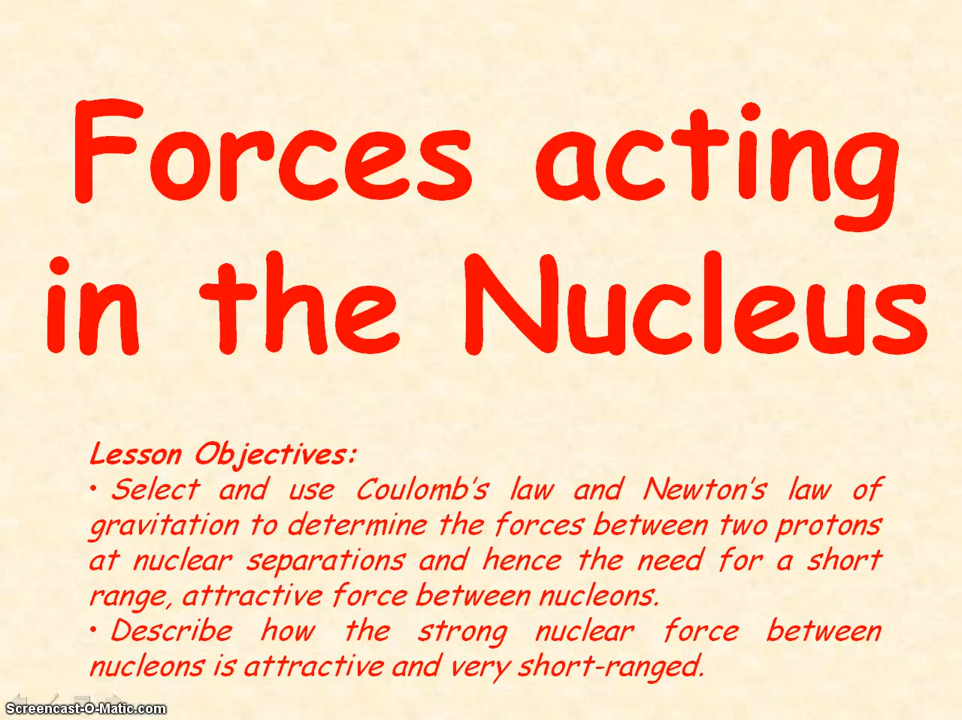 Forces acting
in the Nucleus
Lesson Objectives:
• Select and use Coulomb's law and Newton's law of
gravitation to determine the forces between two protons
at nuclear separations and hence the need for a short
range, attractive force between nucleons.
• Describe how the strong nuclear force between
nucleons is attractive and very short-ranged.
Screencast-O-Matic.com